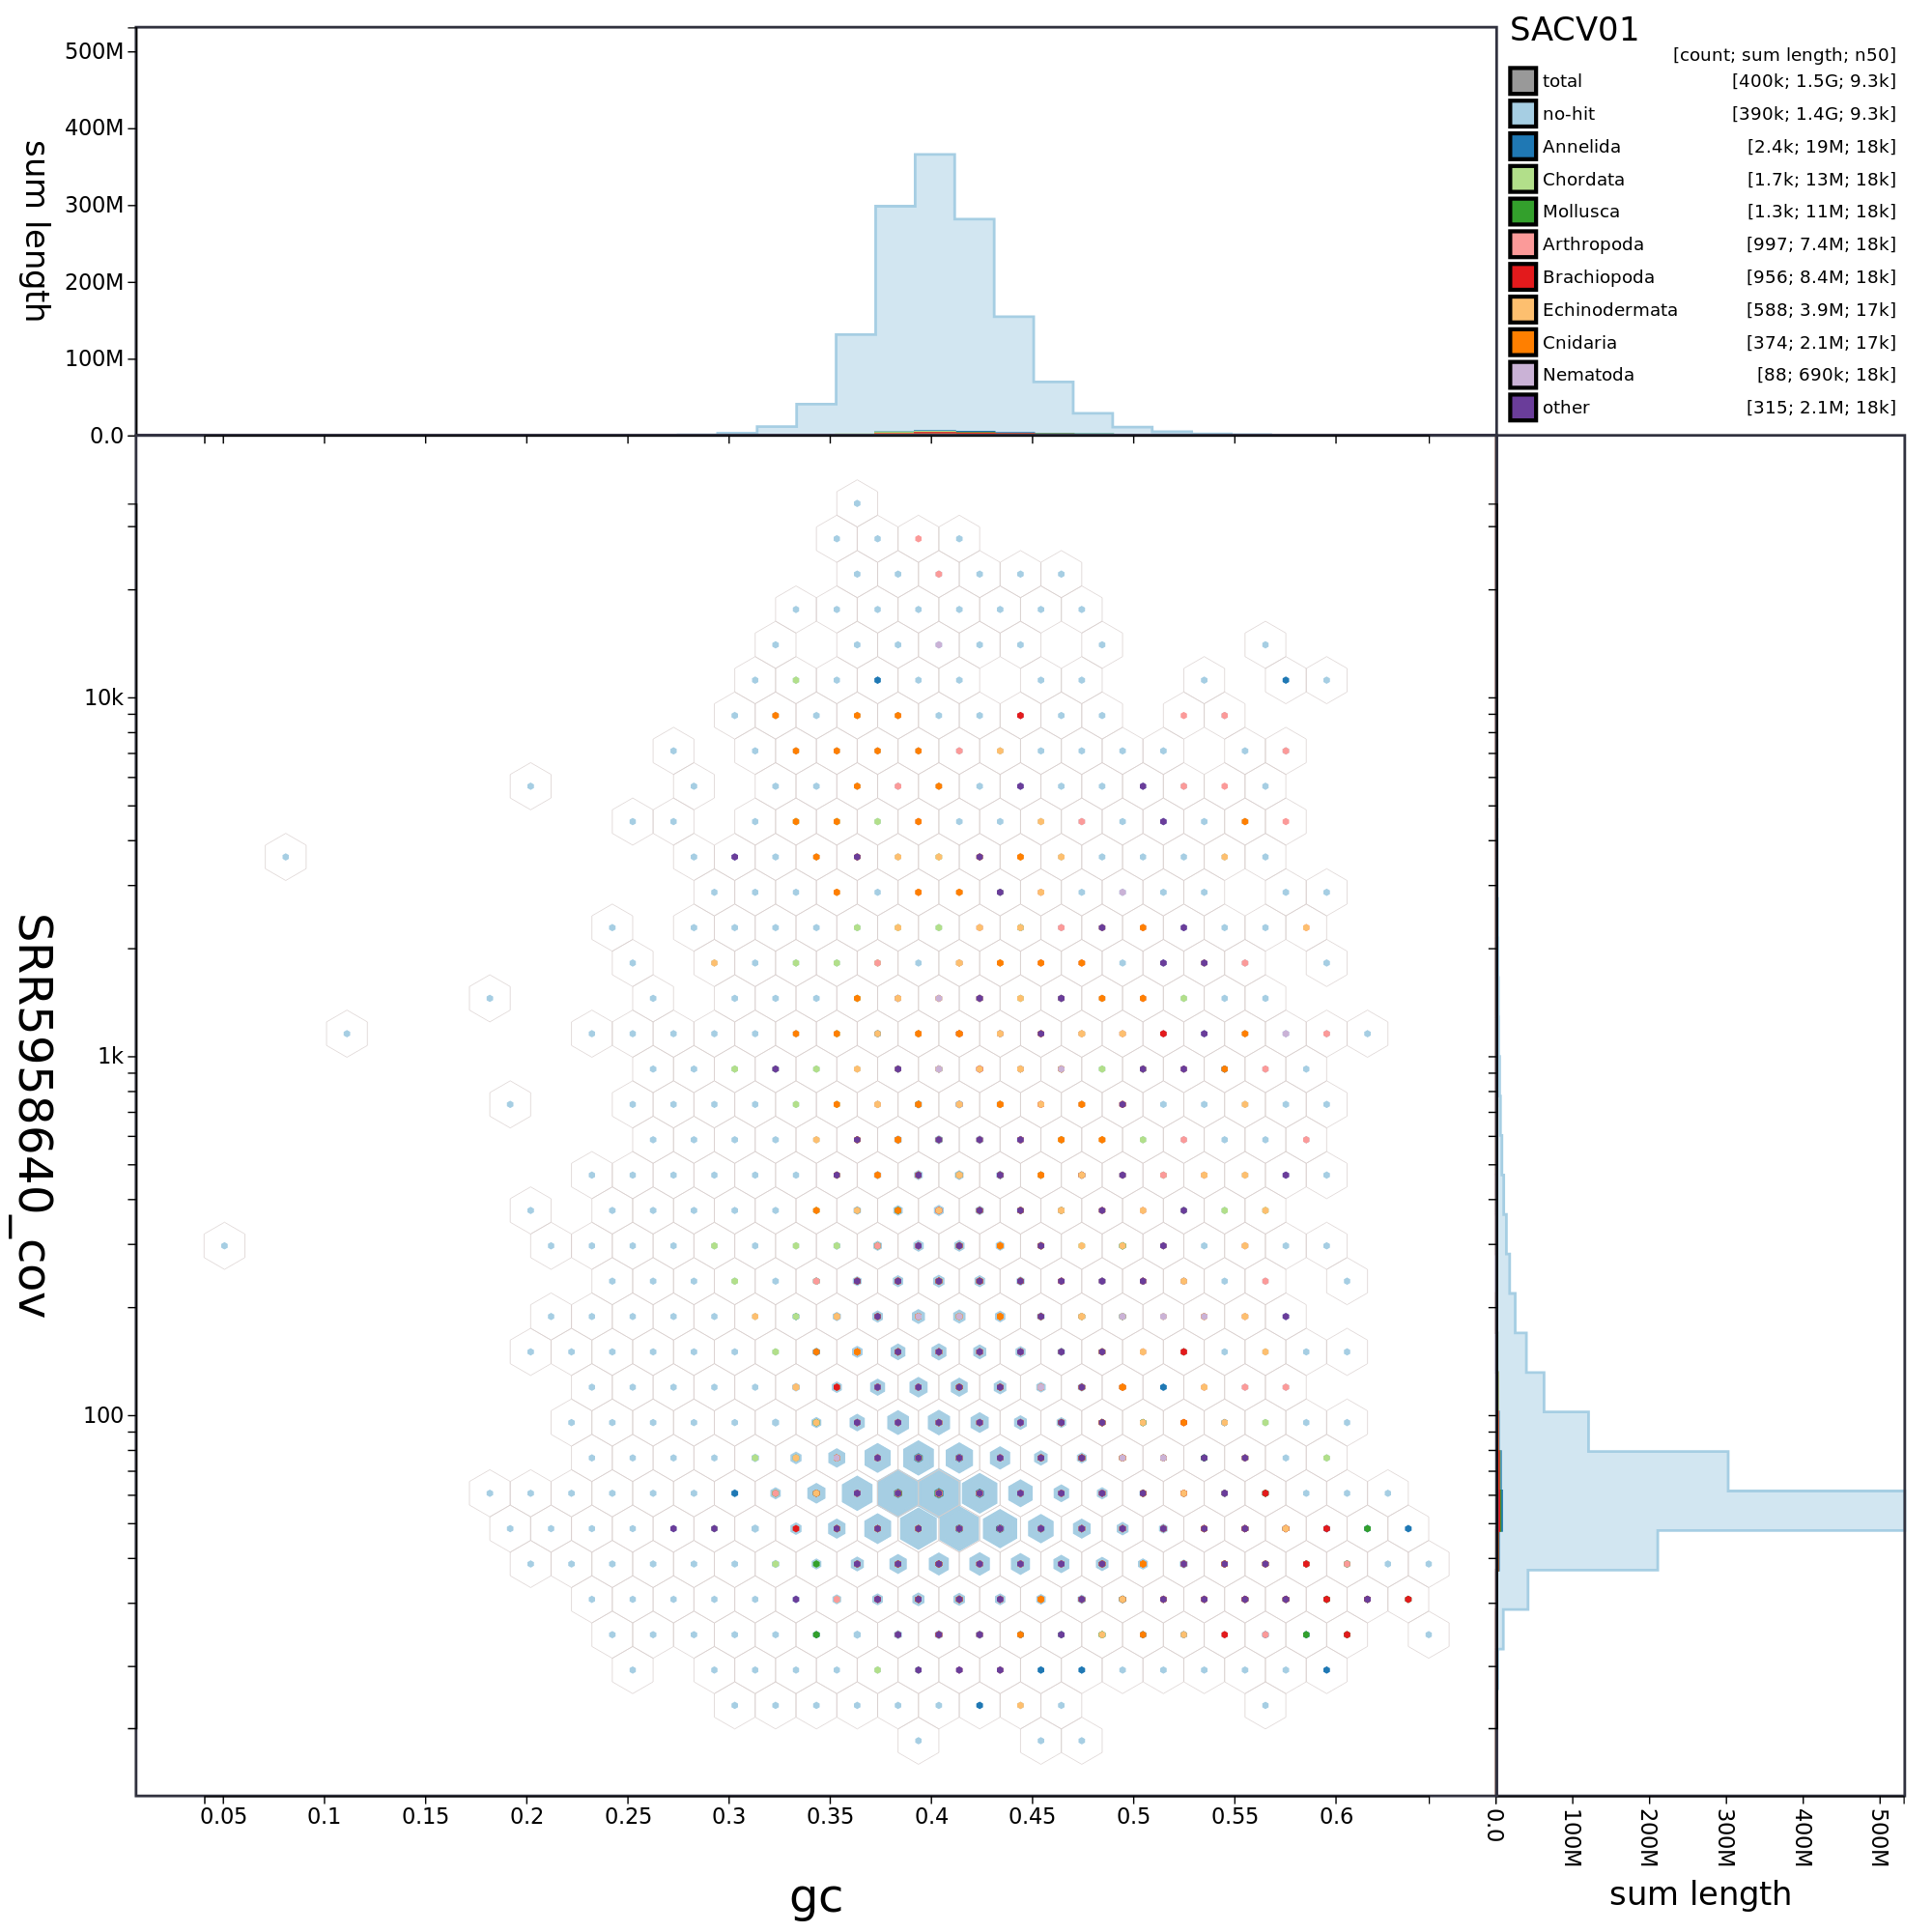 SACV01
[count; sum length; n50]
total [400k; 1.5G; 9.3k]
no-hit [390k; 1.4G; 9.3k]
Annelida [2.4k; 19M; 18k]
Chordata [1.7k; 13M; 18k]
Mollusca [1.3k; 11M; 18k]
Arthropoda [997; 7.4M; 18k]
Brachiopoda [956; 8.4M; 18k]
Echinodermata [588; 3.9M; 17k]
Cnidaria [374; 2.1M; 17k]
Nematoda [88; 690k; 18k]
other [315; 2.1M; 18k]
500M
400M
300M
200M
100M
0.0
sum length
10k
1k
100
SRR5958640_cov
0.05 0.1 0.15 0.2 0.25 0.3 0.35 0.4 0.45 0.5 0.55 0.6
gc
0.0 100M 200M 300M 400M 500M
sum length